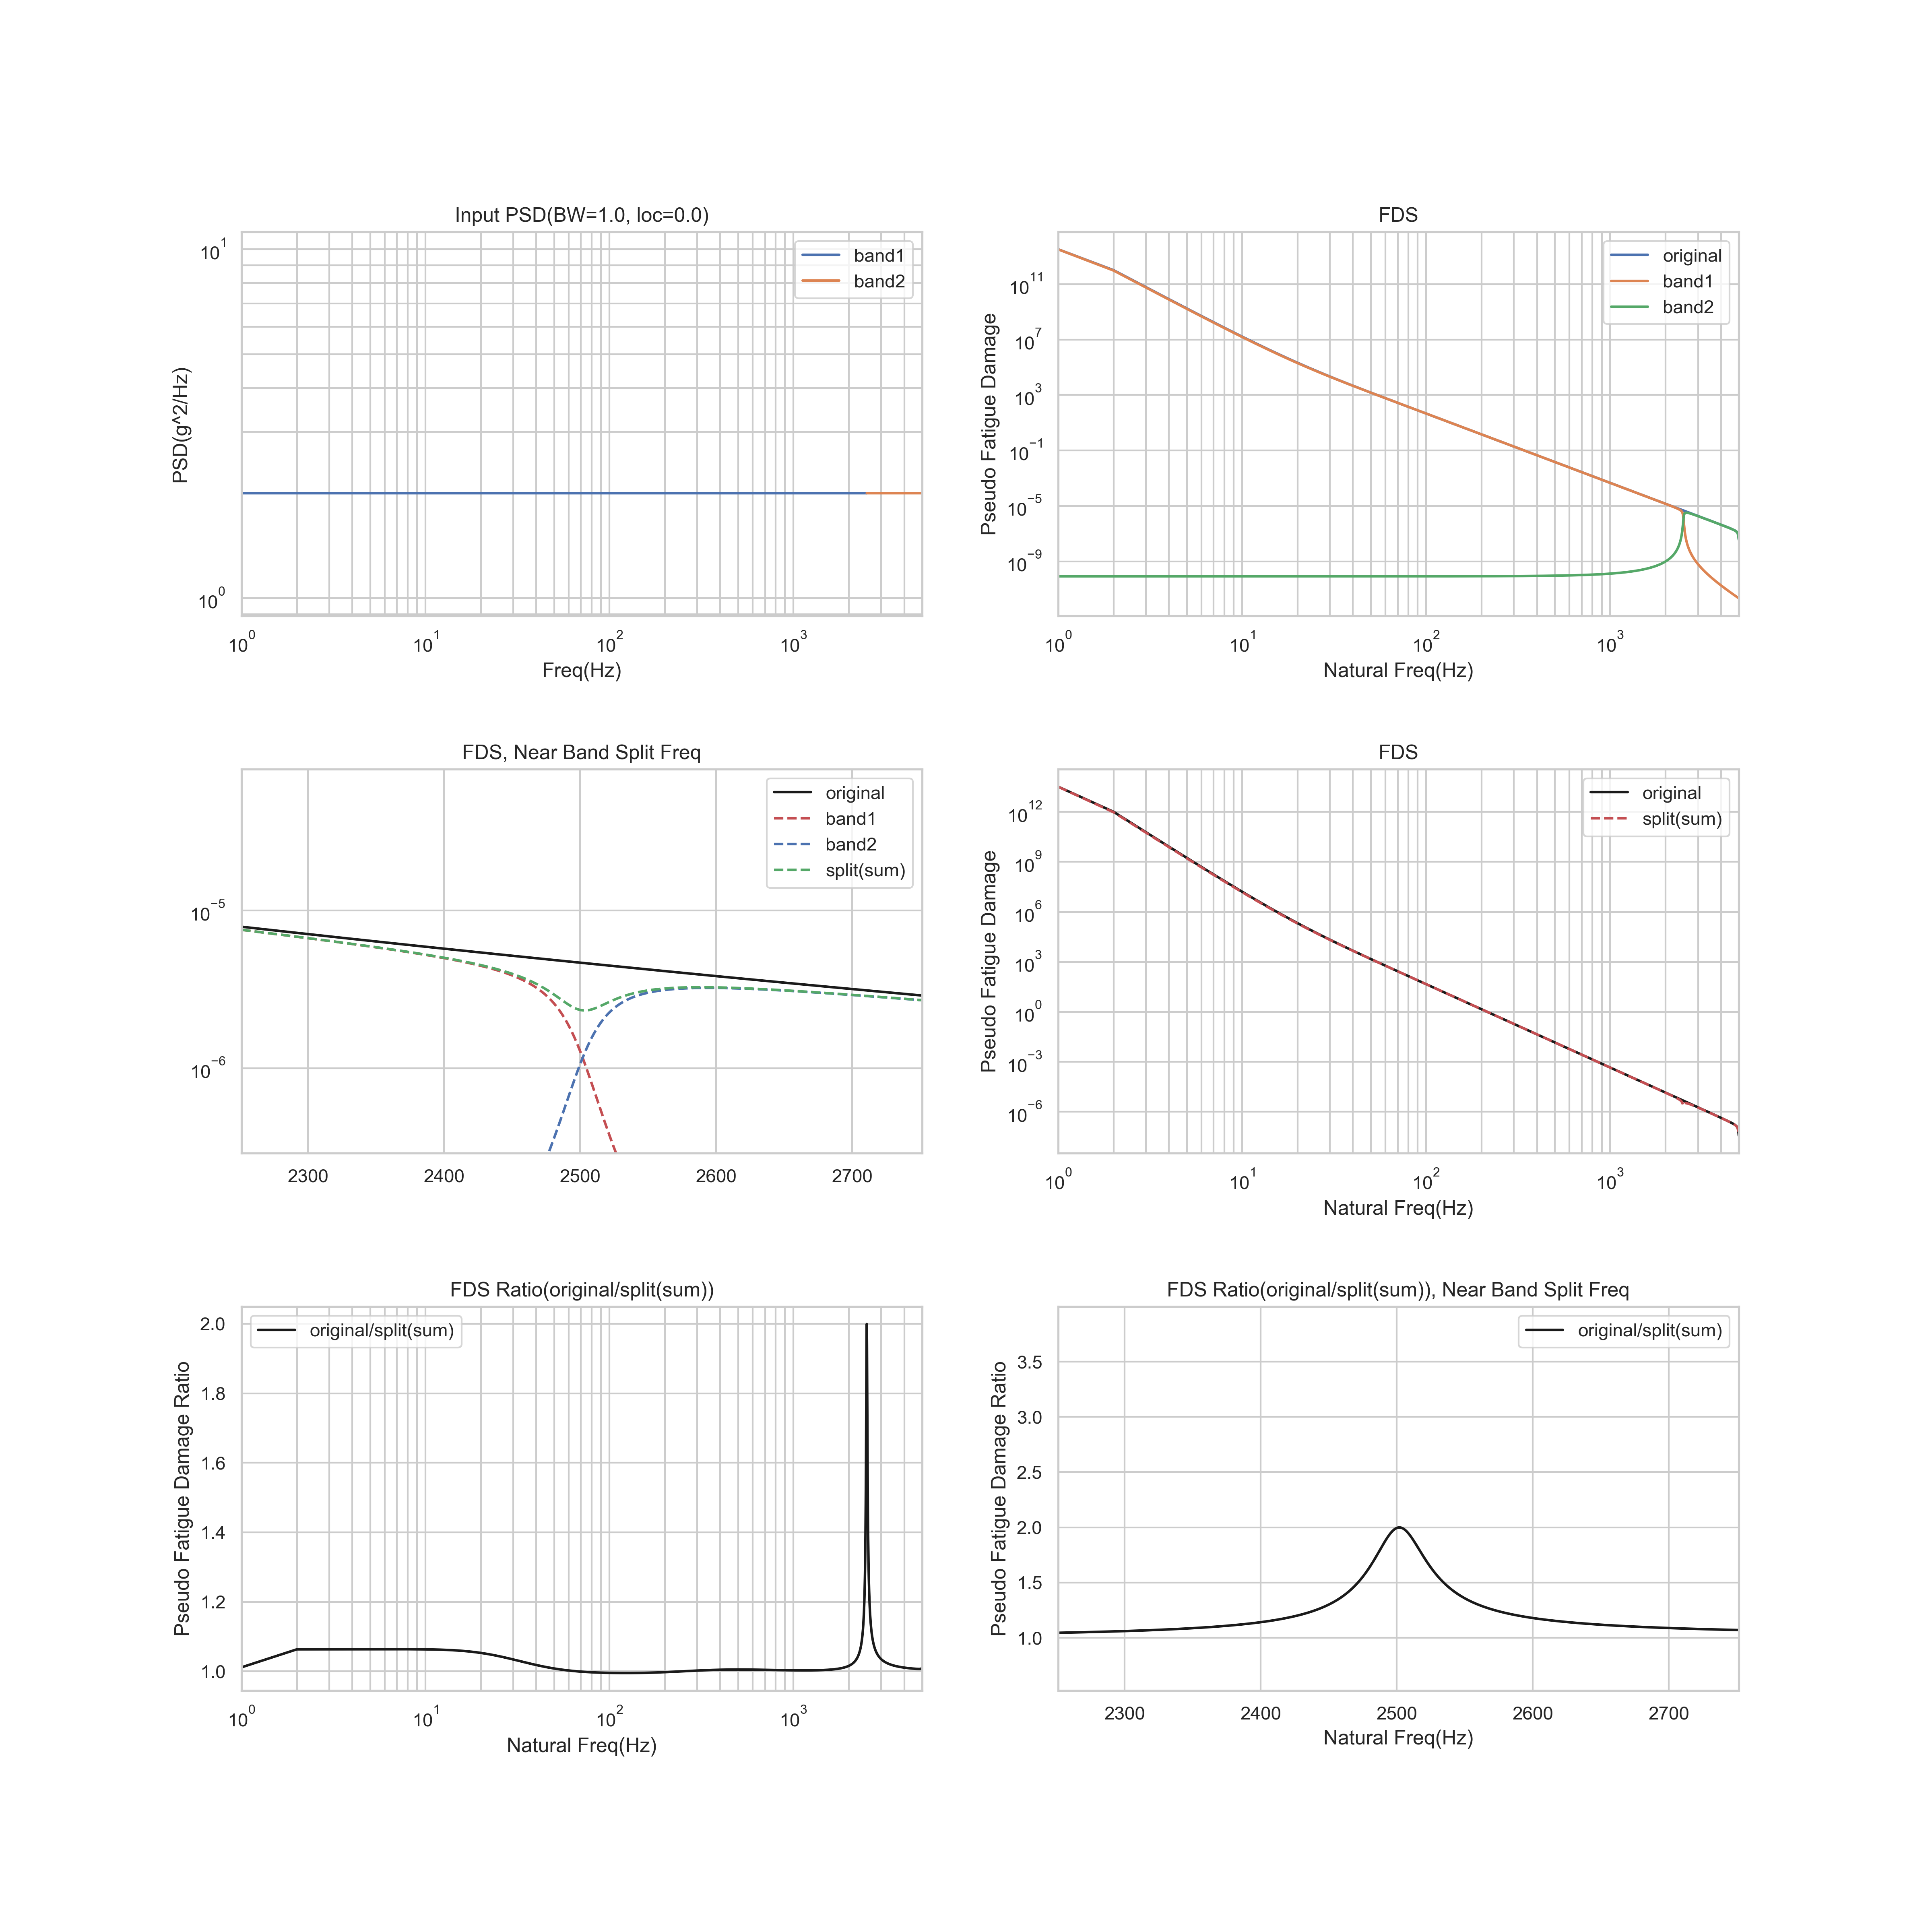 Input PSD(BW=1.0, loc=0.0)
PSD(g^2/Hz)
10^1
10^0
band1
band2
10^0 10^1 10^2 10^3
Freq(Hz)
FDS
Pseudo Fatigue Damage
10^11
10^7
10^3
10^−1
10^−5
10^−9
original
band1
band2
10^0 10^1 10^2 10^3
Natural Freq(Hz)
FDS, Near Band Split Freq
10^−5
10^−6
original
band1
band2
split(sum)
2300 2400 2500 2600 2700
FDS
Pseudo Fatigue Damage
10^12
10^9
10^6
10^3
10^0
10^−3
10^−6
original
split(sum)
10^0 10^1 10^2 10^3
Natural Freq(Hz)
FDS Ratio(original/split(sum))
Pseudo Fatigue Damage Ratio
2.0
1.8
1.6
1.4
1.2
1.0
original/split(sum)
10^0 10^1 10^2 10^3
Natural Freq(Hz)
FDS Ratio(original/split(sum)), Near Band Split Freq
Pseudo Fatigue Damage Ratio
3.5
3.0
2.5
2.0
1.5
1.0
original/split(sum)
2300 2400 2500 2600 2700
Natural Freq(Hz)